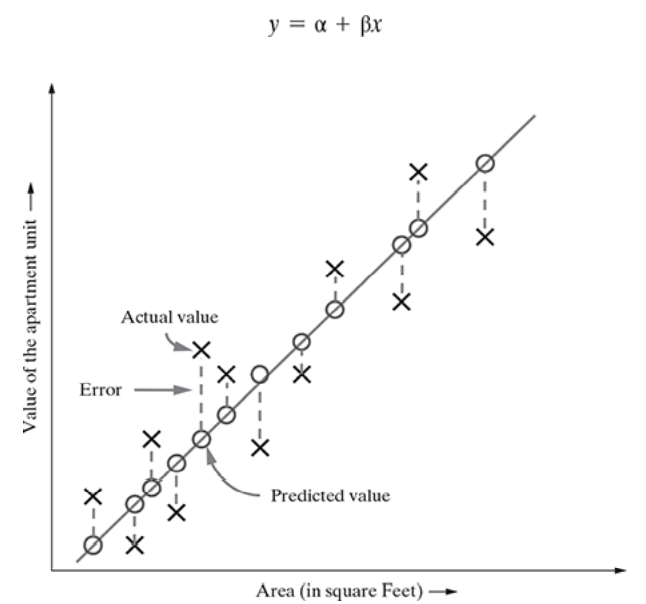 y = α + βx
Value of the apartment unit
Actual value
Error
Predicted value
Area (in square Feet)